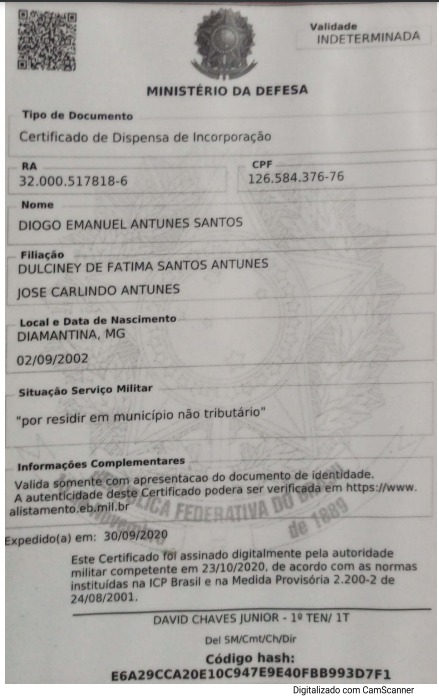 Validade
INDETERMINADA
MINISTÉRIO DA DEFESA
Tipo de Documento
Certificado de Dispensa de Incorporação
RA
32.000.517818-6
CPF
126.584.376-76
Nome
DIOGO EMANUEL ANTUNES SANTOS
Filiação
DULCINEY DE FATIMA SANTOS ANTUNES
JOSE CARLINDO ANTUNES
Local e Data de Nascimento
DIAMANTINA, MG
02/09/2002
Situação Serviço Militar
"por residir em município não tributário"
Informações Complementares
Valida somente com apresentacao do documento de identidade.
A autenticidade deste Certificado podera ser verificada em https://www.
alistamento.eb.mil.br
Expedido(a) em: 30/09/2020
Este Certificado foi assinado digitalmente pela autoridade
militar competente em 23/10/2020, de acordo com as normas
instituídas na ICP Brasil e na Medida Provisória 2.200-2 de
24/08/2001.
DAVID CHAVES JUNIOR - 1º TEN/ 1T
Del SM/Cmt/Ch/Dir
Código hash:
E6A29CCA20E10C947E9E40FBB993D7F1
Digitalizado com CamScanner